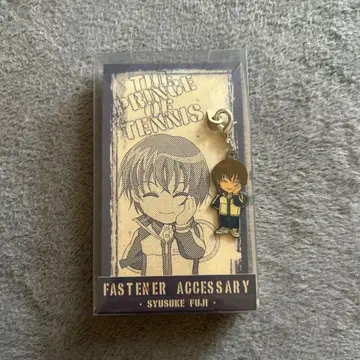 THE
PRINCE
OF
TENNIS
FASTENER ACCESSARY
· SYUSUKE FUJI ·